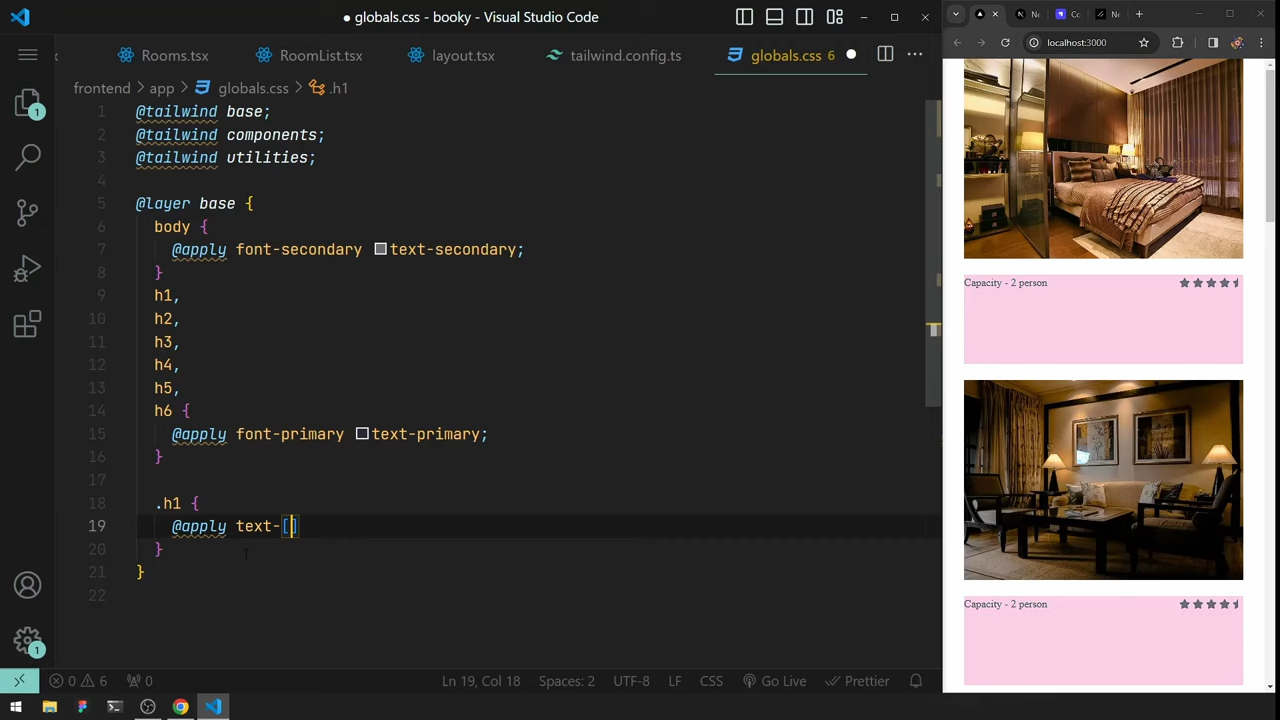 globals.css - booky - Visual Studio Code
Rooms.tsx
RoomList.tsx
layout.tsx
tailwind.config.ts
globals.css 6
frontend > app > globals.css > .h1
1 @tailwind base;
2 @tailwind components;
3 @tailwind utilities;
4
5 @layer base {
6 body {
7 @apply font-secondary text-secondary;
8 }
9 h1,
10 h2,
11 h3,
12 h4,
13 h5,
14 h6 {
15 @apply font-primary text-primary;
16 }
17
18 .h1 {
19 @apply text-[]
20 }
21 }
22
1
1
0 6 0
Ln 19, Col 18 Spaces: 2 UTF-8 LF CSS Go Live Prettier
localhost:3000
Capacity - 2 person
Capacity - 2 person